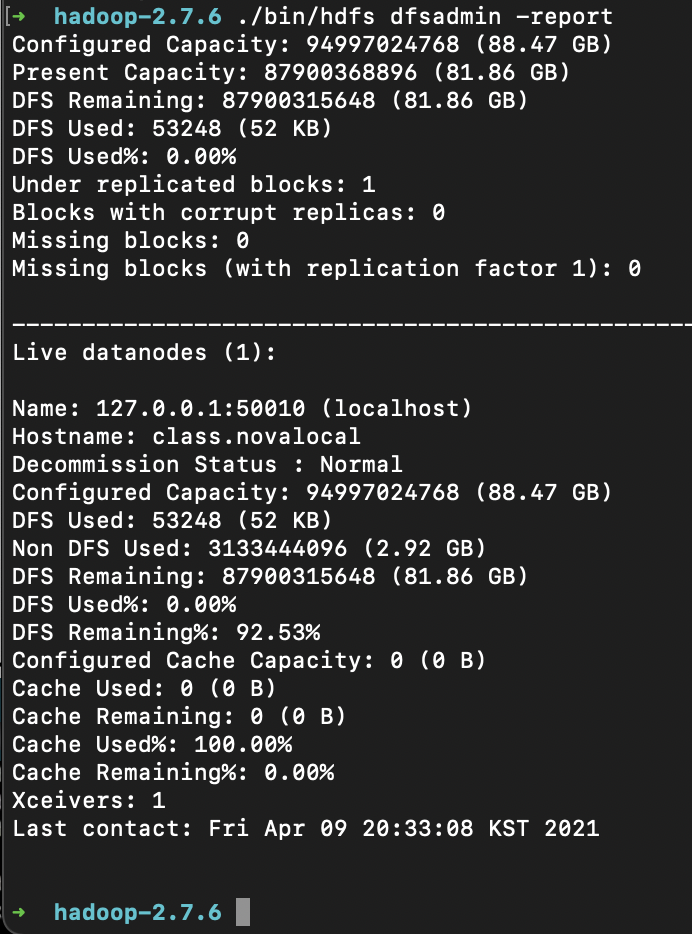 [➜  hadoop-2.7.6 ./bin/hdfs dfsadmin -report
Configured Capacity: 94997024768 (88.47 GB)
Present Capacity: 87900368896 (81.86 GB)
DFS Remaining: 87900315648 (81.86 GB)
DFS Used: 53248 (52 KB)
DFS Used%: 0.00%
Under replicated blocks: 1
Blocks with corrupt replicas: 0
Missing blocks: 0
Missing blocks (with replication factor 1): 0
-------------------------------------------------
Live datanodes (1):
Name: 127.0.0.1:50010 (localhost)
Hostname: class.novalocal
Decommission Status : Normal
Configured Capacity: 94997024768 (88.47 GB)
DFS Used: 53248 (52 KB)
Non DFS Used: 3133444096 (2.92 GB)
DFS Remaining: 87900315648 (81.86 GB)
DFS Used%: 0.00%
DFS Remaining%: 92.53%
Configured Cache Capacity: 0 (0 B)
Cache Used: 0 (0 B)
Cache Remaining: 0 (0 B)
Cache Used%: 100.00%
Cache Remaining%: 0.00%
Xceivers: 1
Last contact: Fri Apr 09 20:33:08 KST 2021
➜  hadoop-2.7.6